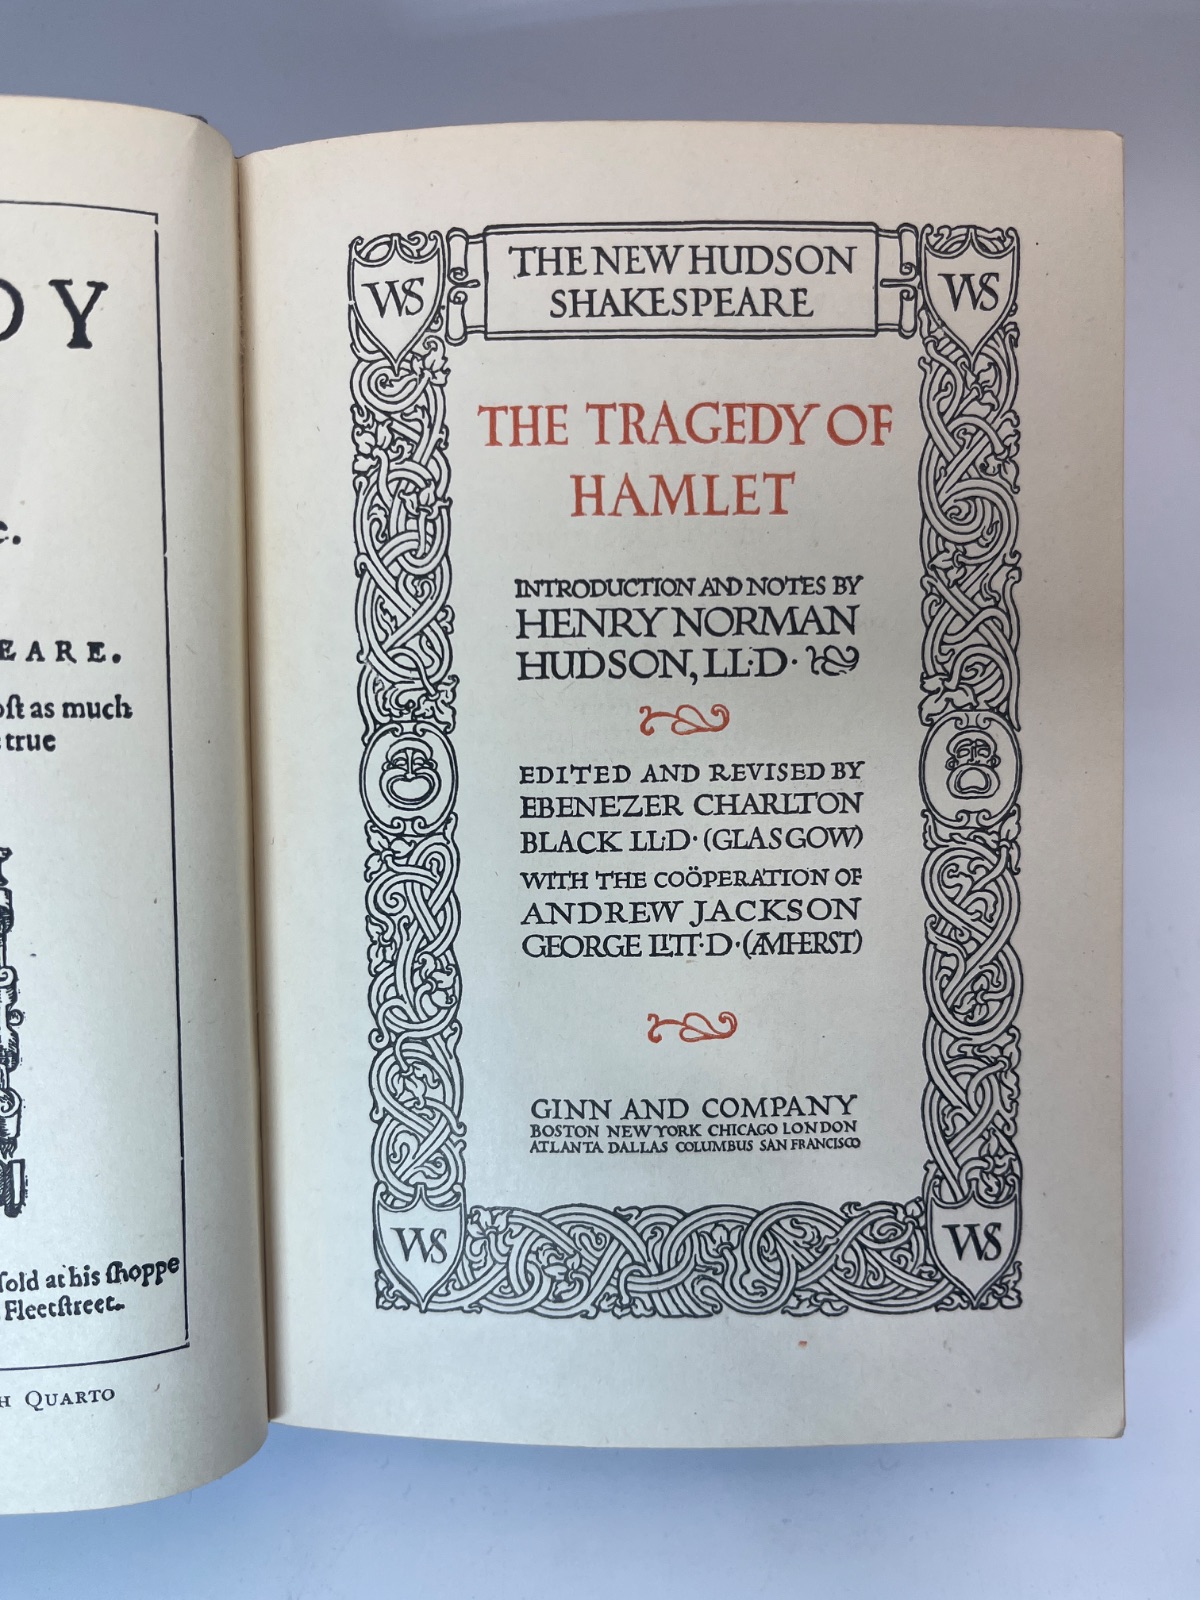 DY
c.
EARE.
oſt as much
true
ſold at his ſhoppe
Fleetſtreet.
H QUARTO
WS
THE NEW HUDSON
SHAKESPEARE
WS
THE TRAGEDY OF
HAMLET
INTRODUCTION AND NOTES BY
HENRY NORMAN
HUDSON, LL·D·
EDITED AND REVISED BY
EBENEZER CHARLTON
BLACK LL·D· (GLASGOW)
WITH THE COÖPERATION OF
ANDREW JACKSON
GEORGE LITT·D·(AMHERST)
GINN AND COMPANY
BOSTON NEW YORK CHICAGO LONDON
ATLANTA DALLAS COLUMBUS SAN FRANCISCO
WS
WS